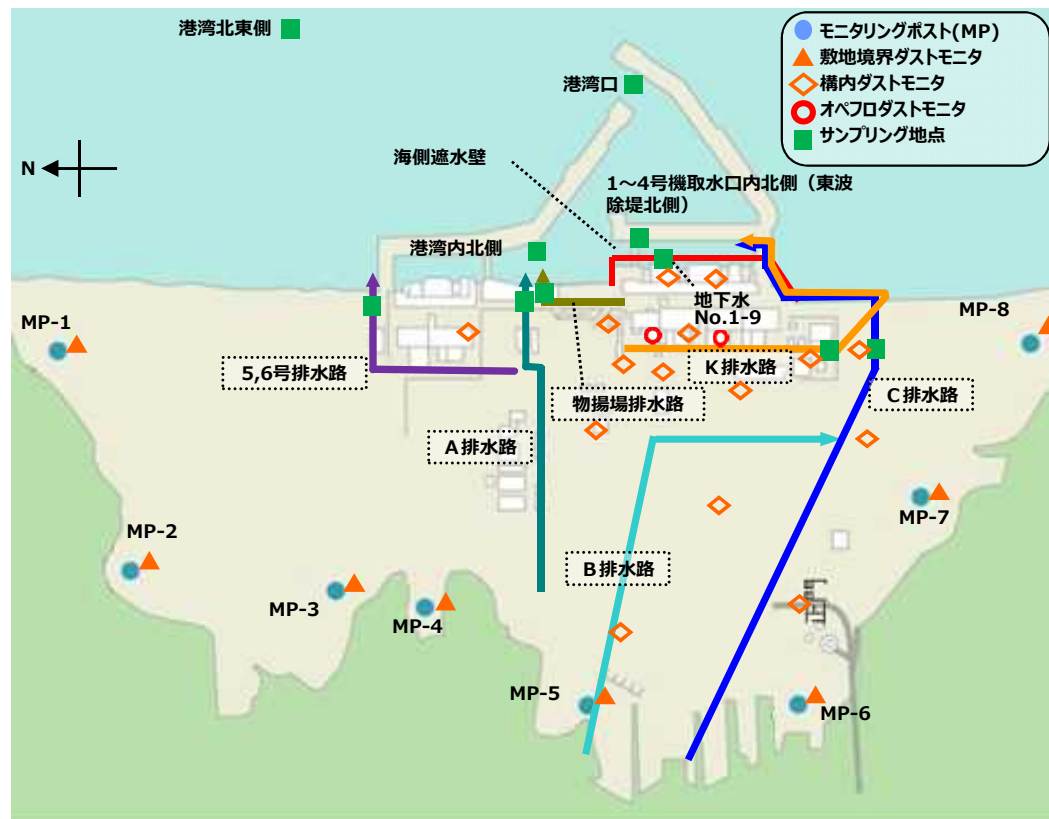 港湾北東側
港湾口
モニタリングポスト(MP)
敷地境界ダストモニタ
構内ダストモニタ
オペフロダストモニタ
サンプリング地点
N
海側遮水壁
1～4号機取水口内北側（東波
除堤北側）
港湾内北側
地下水
No.1-9
MP-1
MP-8
5,6号排水路
物揚場排水路
K排水路
C排水路
A排水路
MP-7
MP-2
B排水路
MP-3
MP-4
MP-5
MP-6